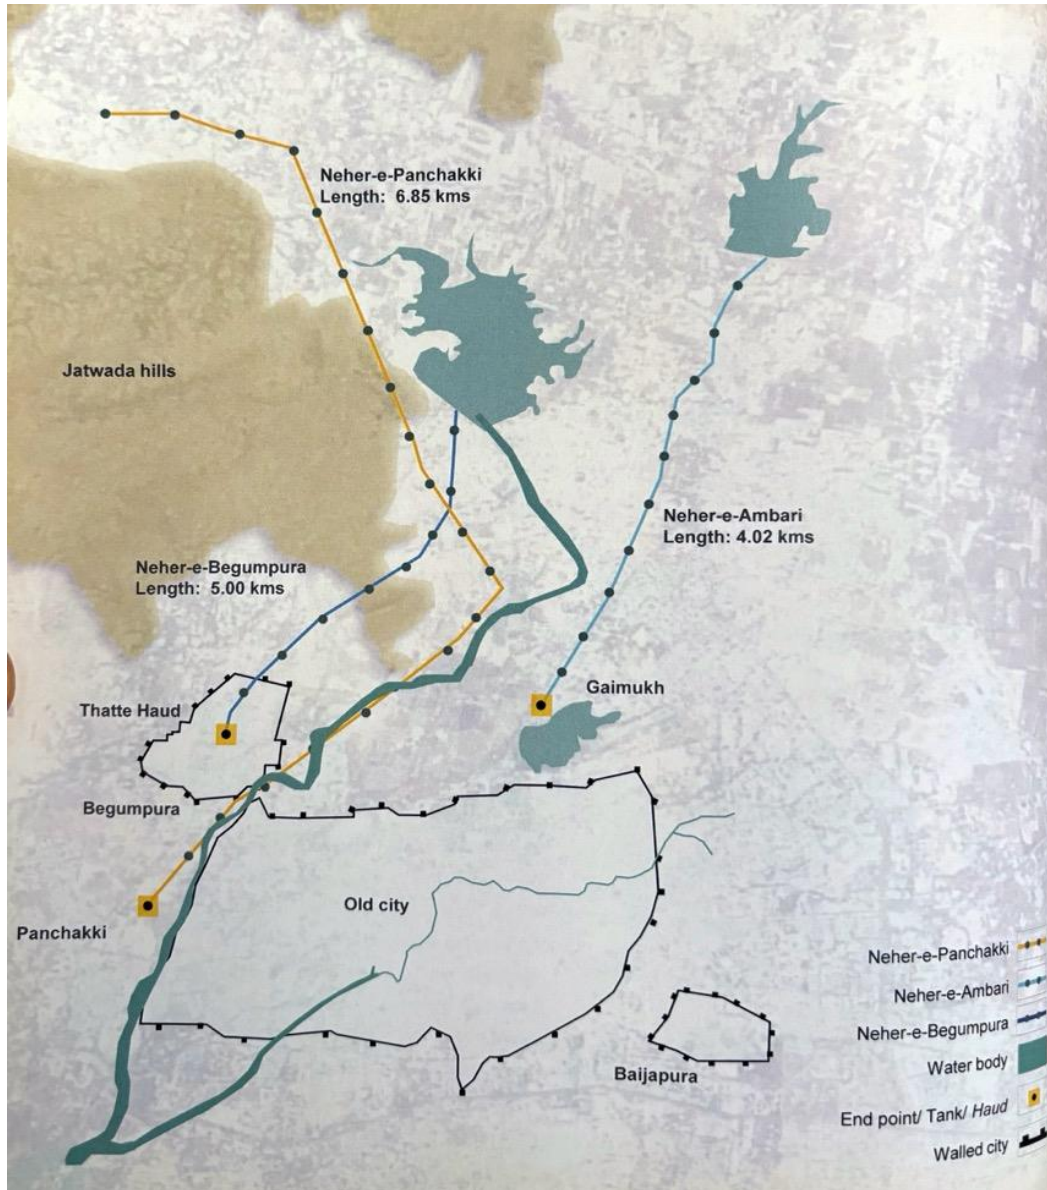 Neher-e-Panchakki
Length: 6.85 kms
Jatwada hills
Neher-e-Ambari
Length: 4.02 kms
Neher-e-Begumpura
Length: 5.00 kms
Gaimukh
Thatte Haud
Begumpura
Old city
Panchakki
Baijapura
Neher-e-Panchakki
Neher-e-Ambari
Neher-e-Begumpura
Water body
End point/ Tank/ Haud
Walled city